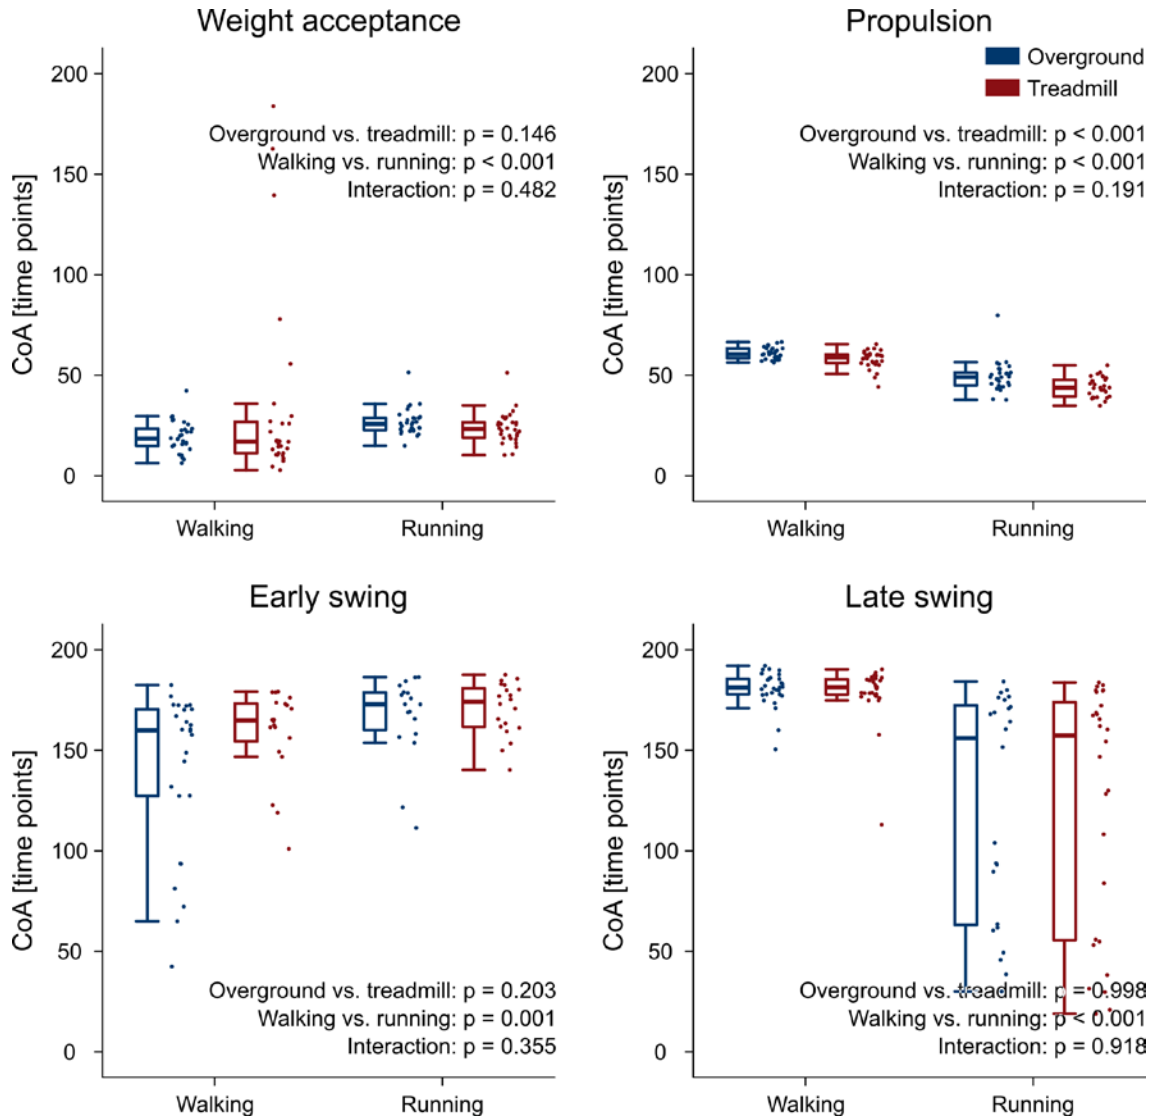 Weight acceptance
CoA [time points]
200
150
100
50
0
Overground vs. treadmill: p = 0.146
Walking vs. running: p < 0.001
Interaction: p = 0.482
Walking
Running
Propulsion
Overground
Treadmill
CoA [time points]
200
150
100
50
0
Overground vs. treadmill: p < 0.001
Walking vs. running: p < 0.001
Interaction: p = 0.191
Walking
Running
Early swing
CoA [time points]
200
150
100
50
0
Overground vs. treadmill: p = 0.203
Walking vs. running: p = 0.001
Interaction: p = 0.355
Walking
Running
Late swing
CoA [time points]
200
150
100
50
0
Overground vs. treadmill: p = 0.998
Walking vs. running: p < 0.001
Interaction: p = 0.918
Walking
Running